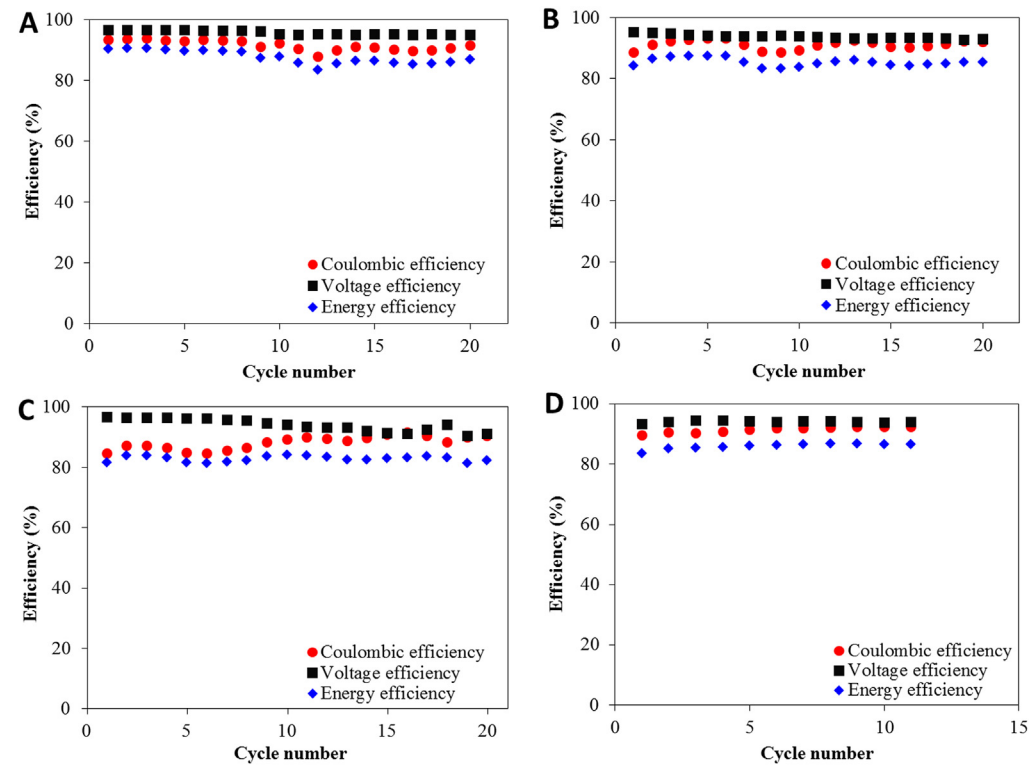 A
100
80
60
40
20
0
Efficiency (%)
Coulombic efficiency
Voltage efficiency
Energy efficiency
0 5 10 15 20
Cycle number
B
100
80
60
40
20
0
Efficiency (%)
Coulombic efficiency
Voltage efficiency
Energy efficiency
0 5 10 15 20
Cycle number
C
100
80
60
40
20
0
Efficiency (%)
Coulombic efficiency
Voltage efficiency
Energy efficiency
0 5 10 15 20
Cycle number
D
100
80
60
40
20
0
Efficiency (%)
Coulombic efficiency
Voltage efficiency
Energy efficiency
0 5 10 15
Cycle number